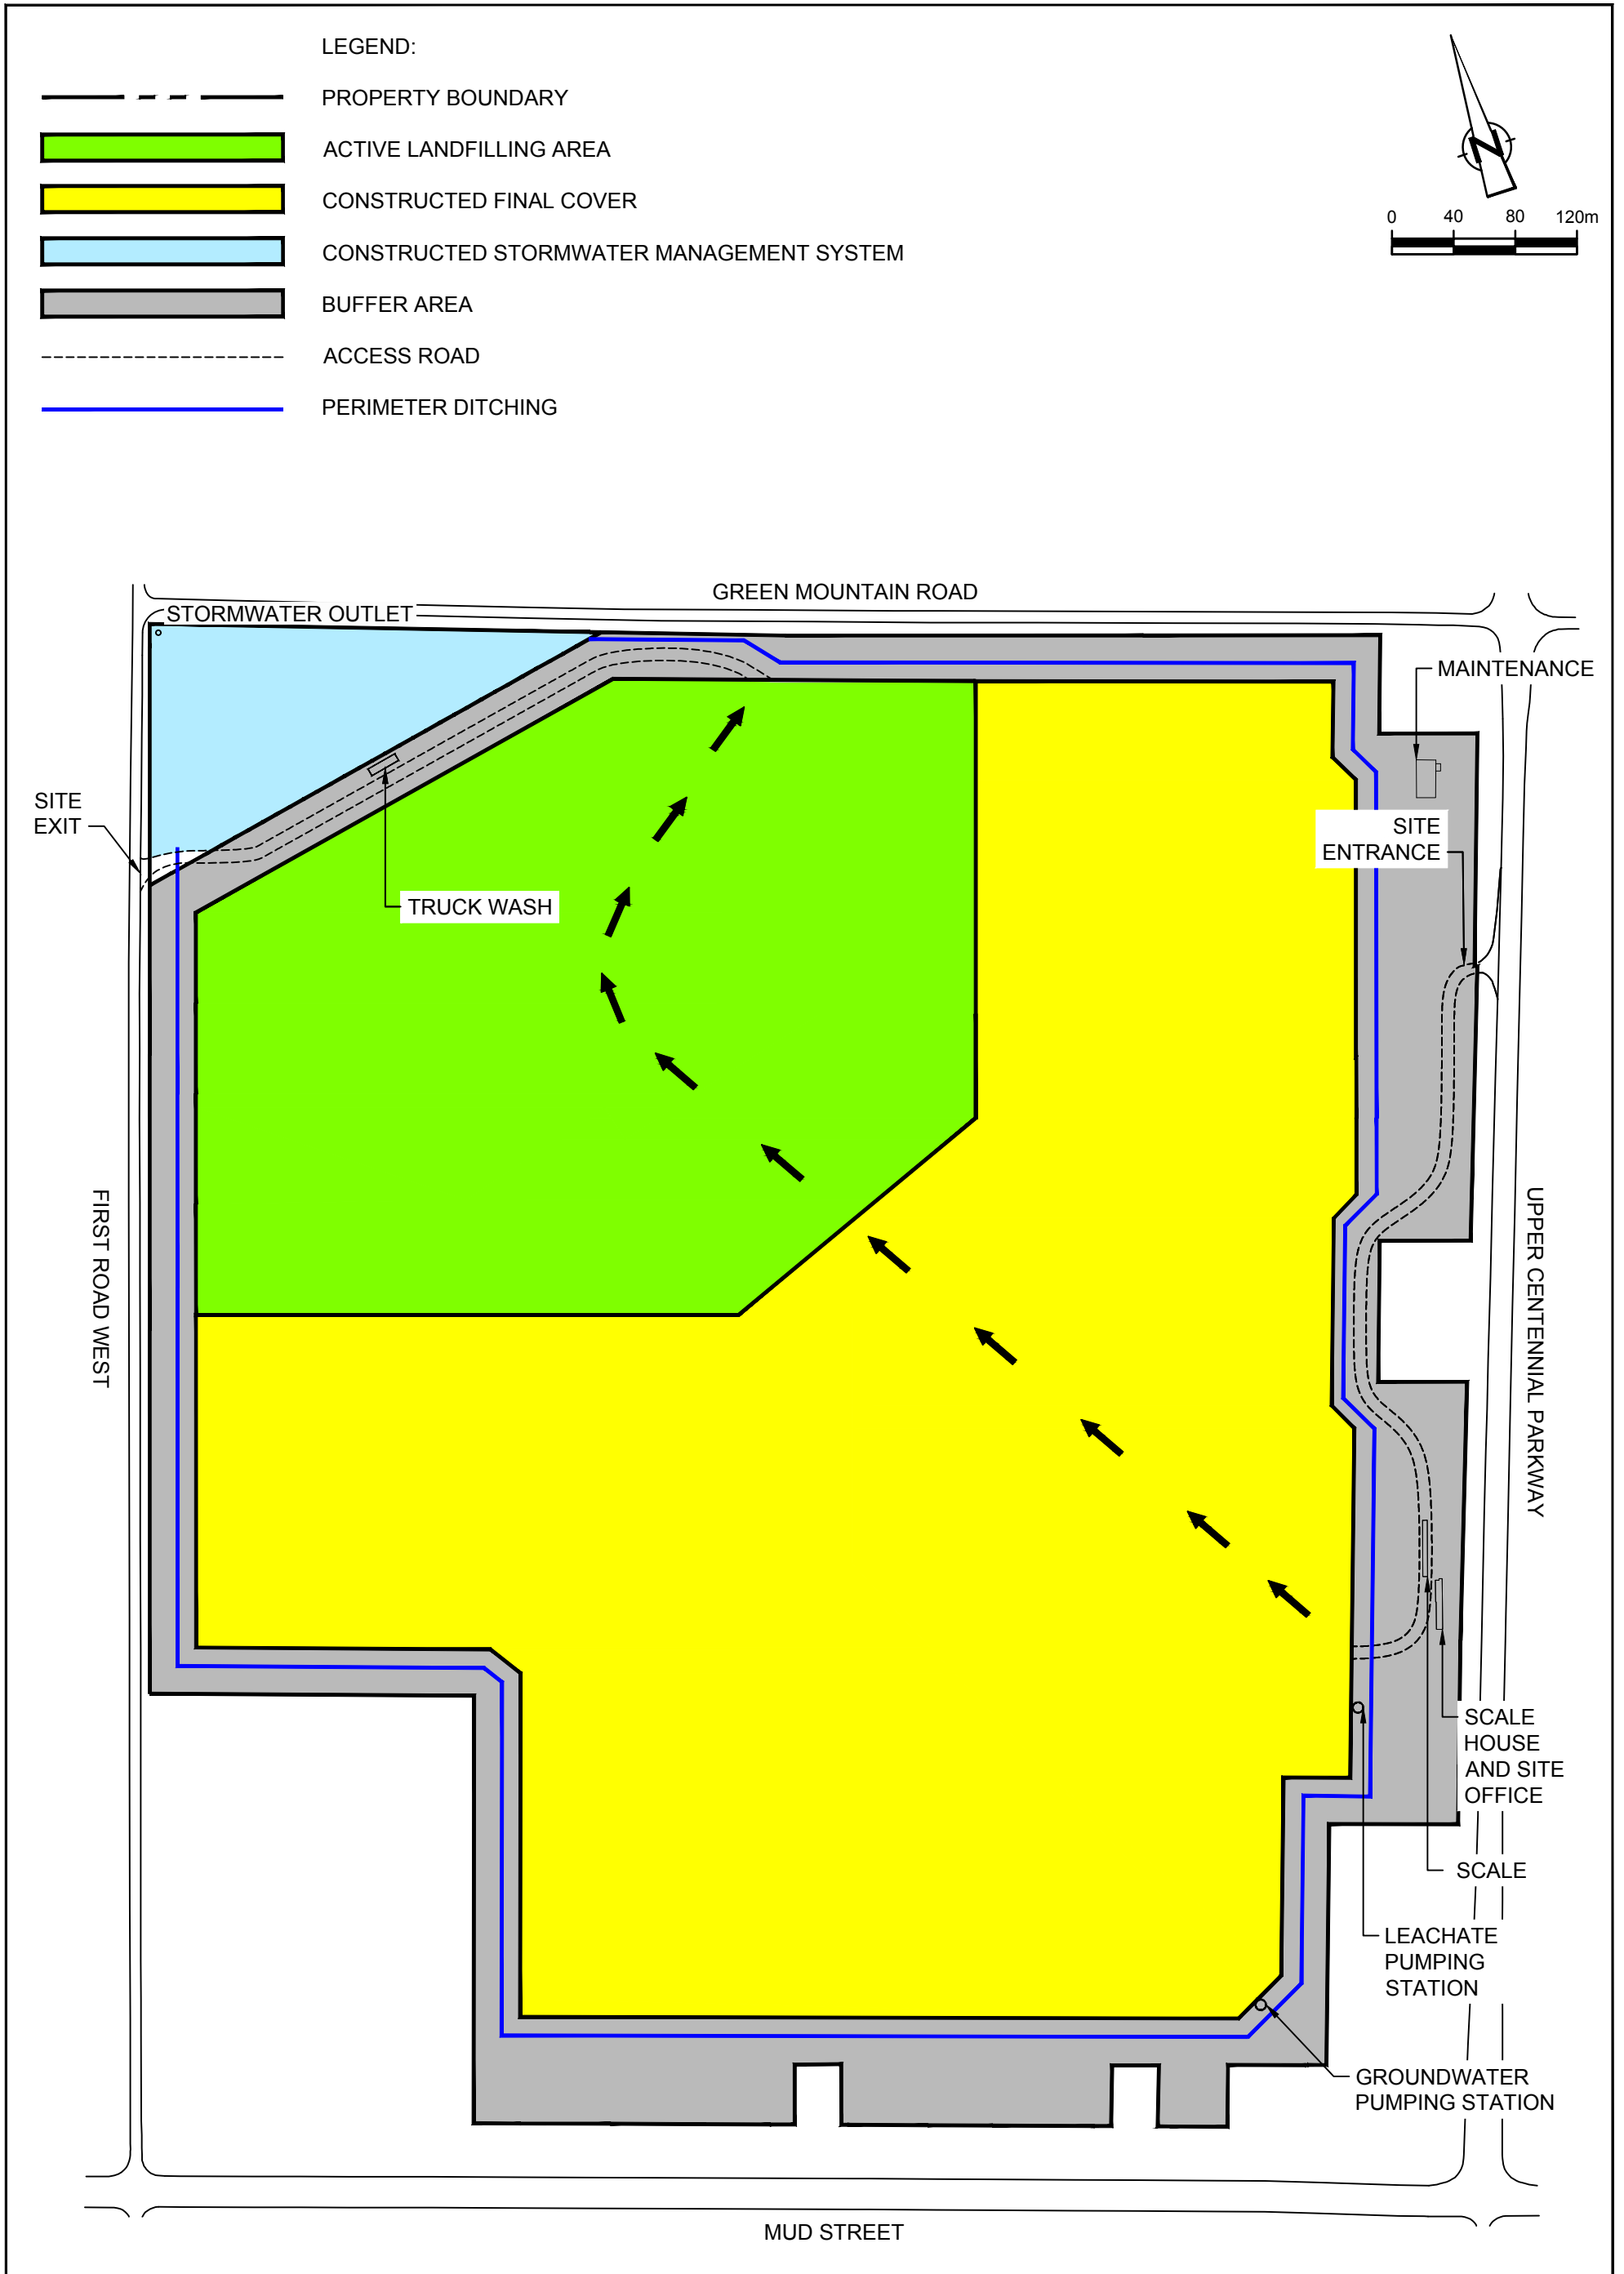 LEGEND:
PROPERTY BOUNDARY
ACTIVE LANDFILLING AREA
CONSTRUCTED FINAL COVER
CONSTRUCTED STORMWATER MANAGEMENT SYSTEM
BUFFER AREA
ACCESS ROAD
PERIMETER DITCHING
N
0 40 80 120m
GREEN MOUNTAIN ROAD
STORMWATER OUTLET
MAINTENANCE
SITE
EXIT
SITE
ENTRANCE
TRUCK WASH
FIRST ROAD WEST
UPPER CENTENNIAL PARKWAY
SCALE
HOUSE
AND SITE
OFFICE
SCALE
LEACHATE
PUMPING
STATION
GROUNDWATER
PUMPING STATION
MUD STREET